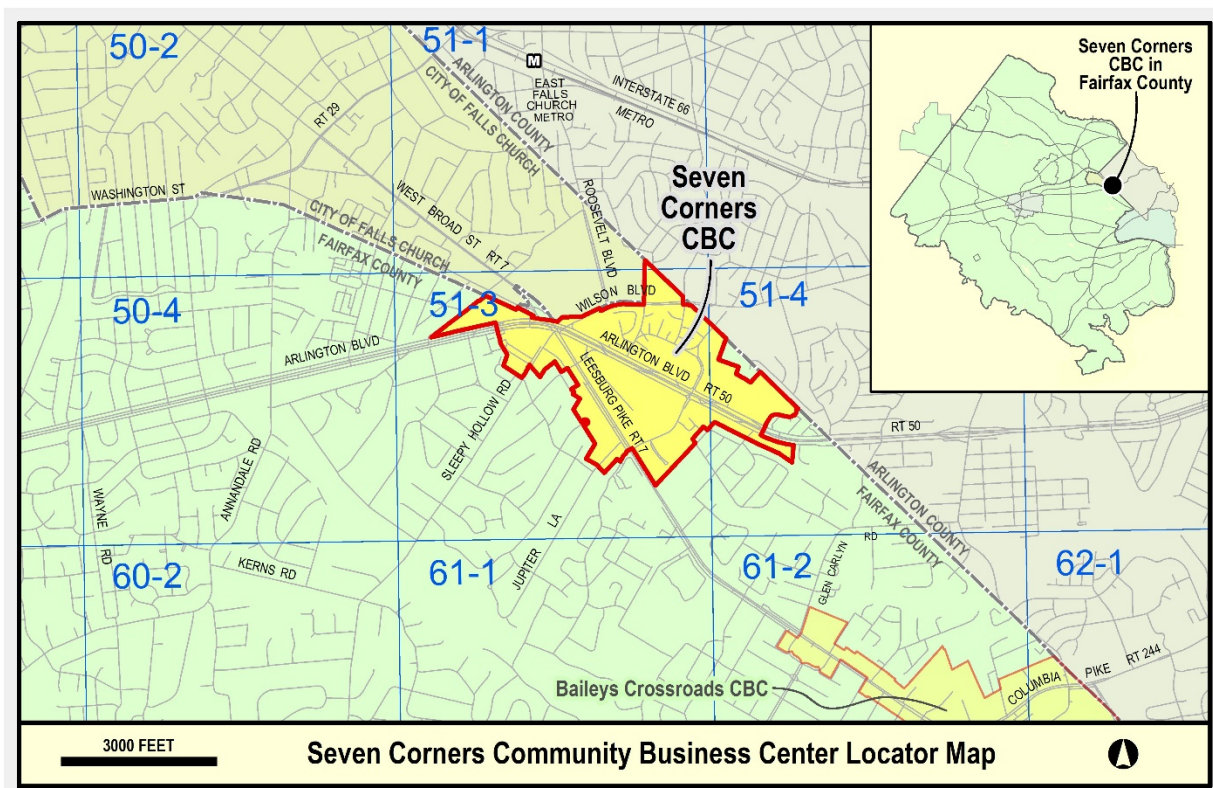 50-2
51-1
ARLINGTON COUNTY
CITY OF FALLS CHURCH
M
EAST
FALLS
CHURCH
METRO
INTERSTATE 66
METRO
Seven Corners
CBC in
Fairfax County
RT 29
WASHINGTON ST
CITY OF FALLS CHURCH
FAIRFAX COUNTY
WEST BROAD ST RT 7
ROOSEVELT BLVD
Seven
Corners
CBC
50-4
51-3
WILSON BLVD
51-4
ARLINGTON BLVD
ARLINGTON BLVD RT 50
LEESBURG PIKE RT 7
SLEEPY HOLLOW RD
RT 50
ANNANDALE RD
WAYNE RD
ARLINGTON COUNTY
FAIRFAX COUNTY
60-2
KERNS RD
61-1
JUPITER LA
61-2
GLEN CARLYN RD
62-1
Baileys Crossroads CBC
COLUMBIA PIKE RT 244
3000 FEET
Seven Corners Community Business Center Locator Map